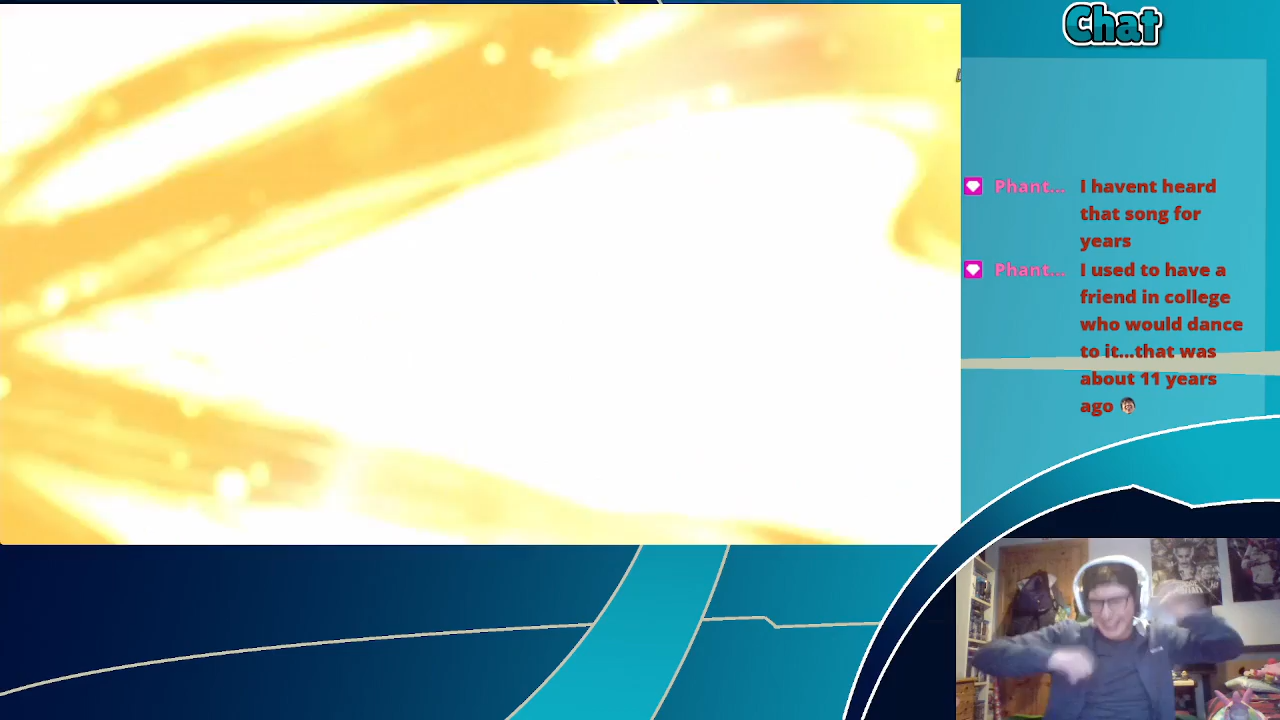 Chat
Phant... I havent heard
that song for
years
Phant... I used to have a
friend in college
who would dance
to it...that was
about 11 years
ago